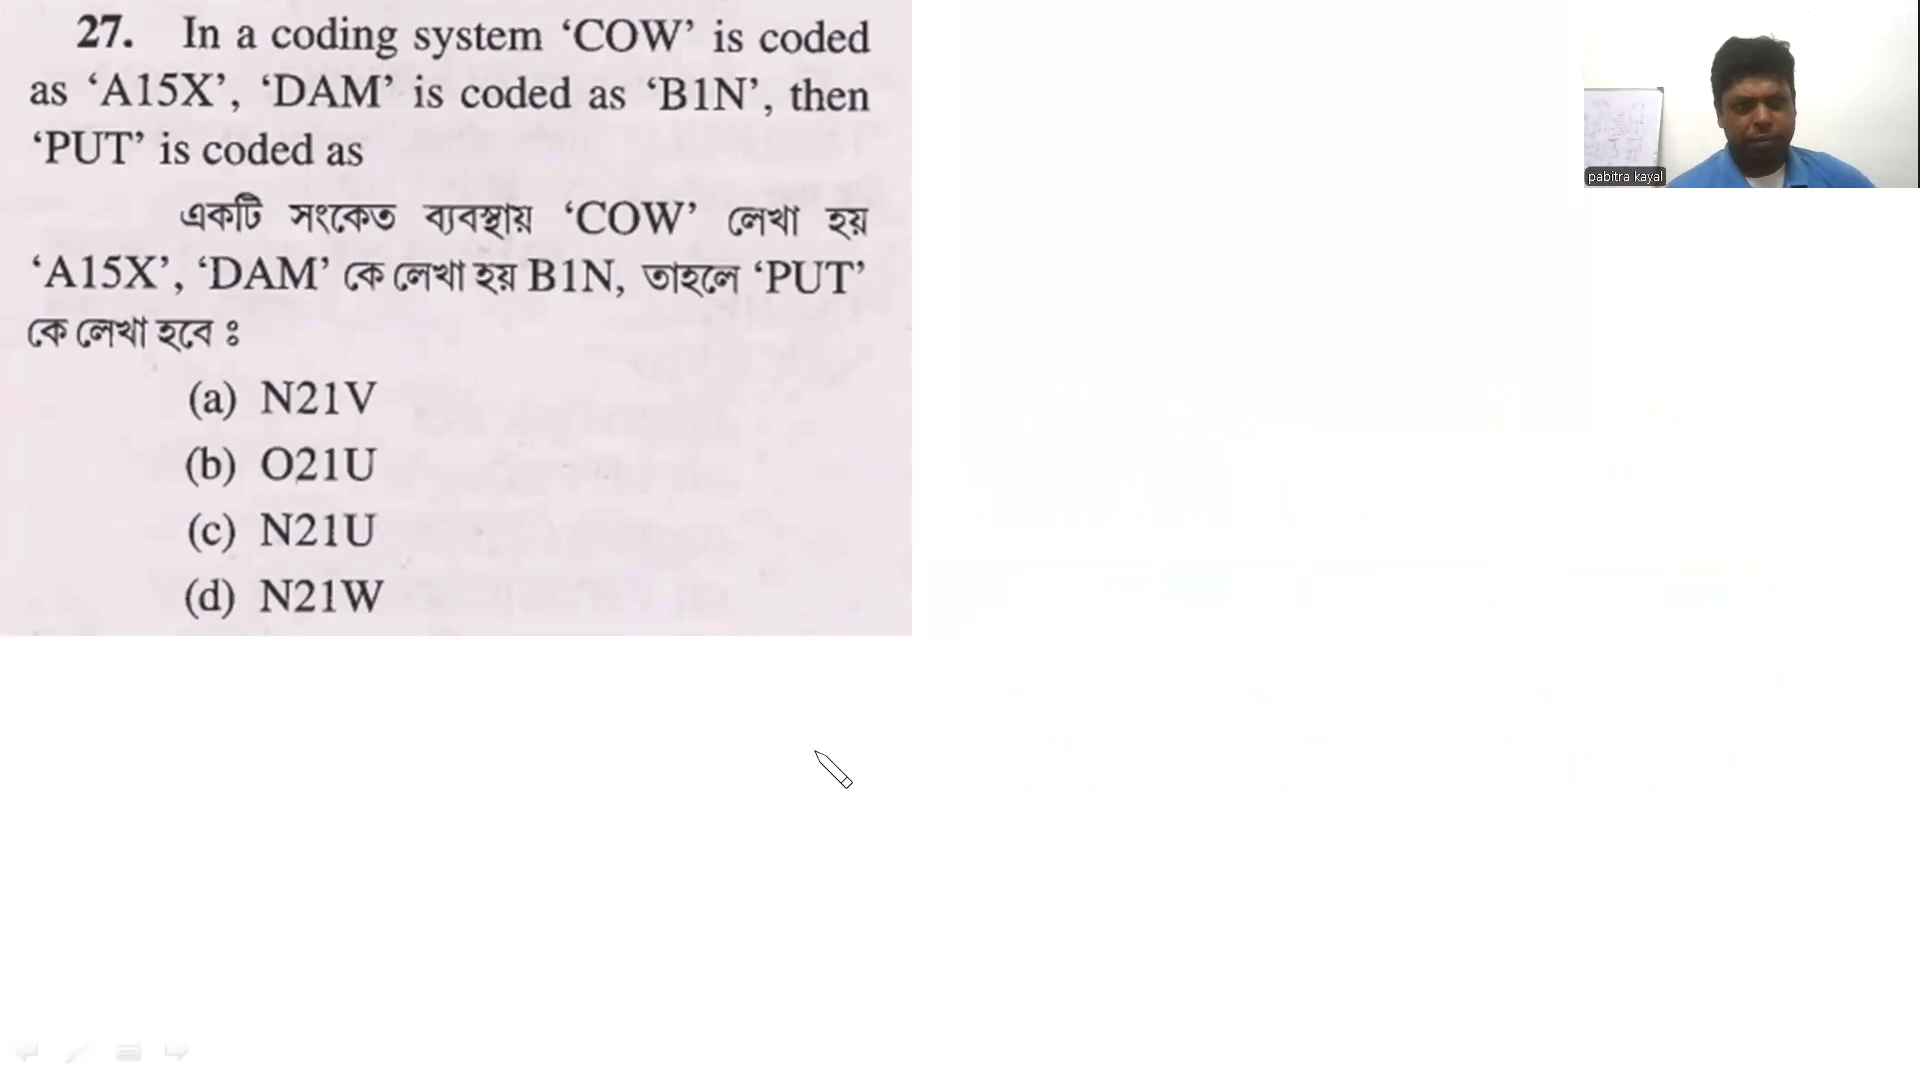 27. In a coding system ‘COW’ is coded
as ‘A15X’, ‘DAM’ is coded as ‘B1N’, then
‘PUT’ is coded as
একটি সংকেত ব্যবস্থায় ‘COW’ লেখা হয়
‘A15X’, ‘DAM’ কে লেখা হয় B1N, তাহলে ‘PUT’
কে লেখা হবে ঃ
(a) N21V
(b) O21U
(c) N21U
(d) N21W
pabitra kayal